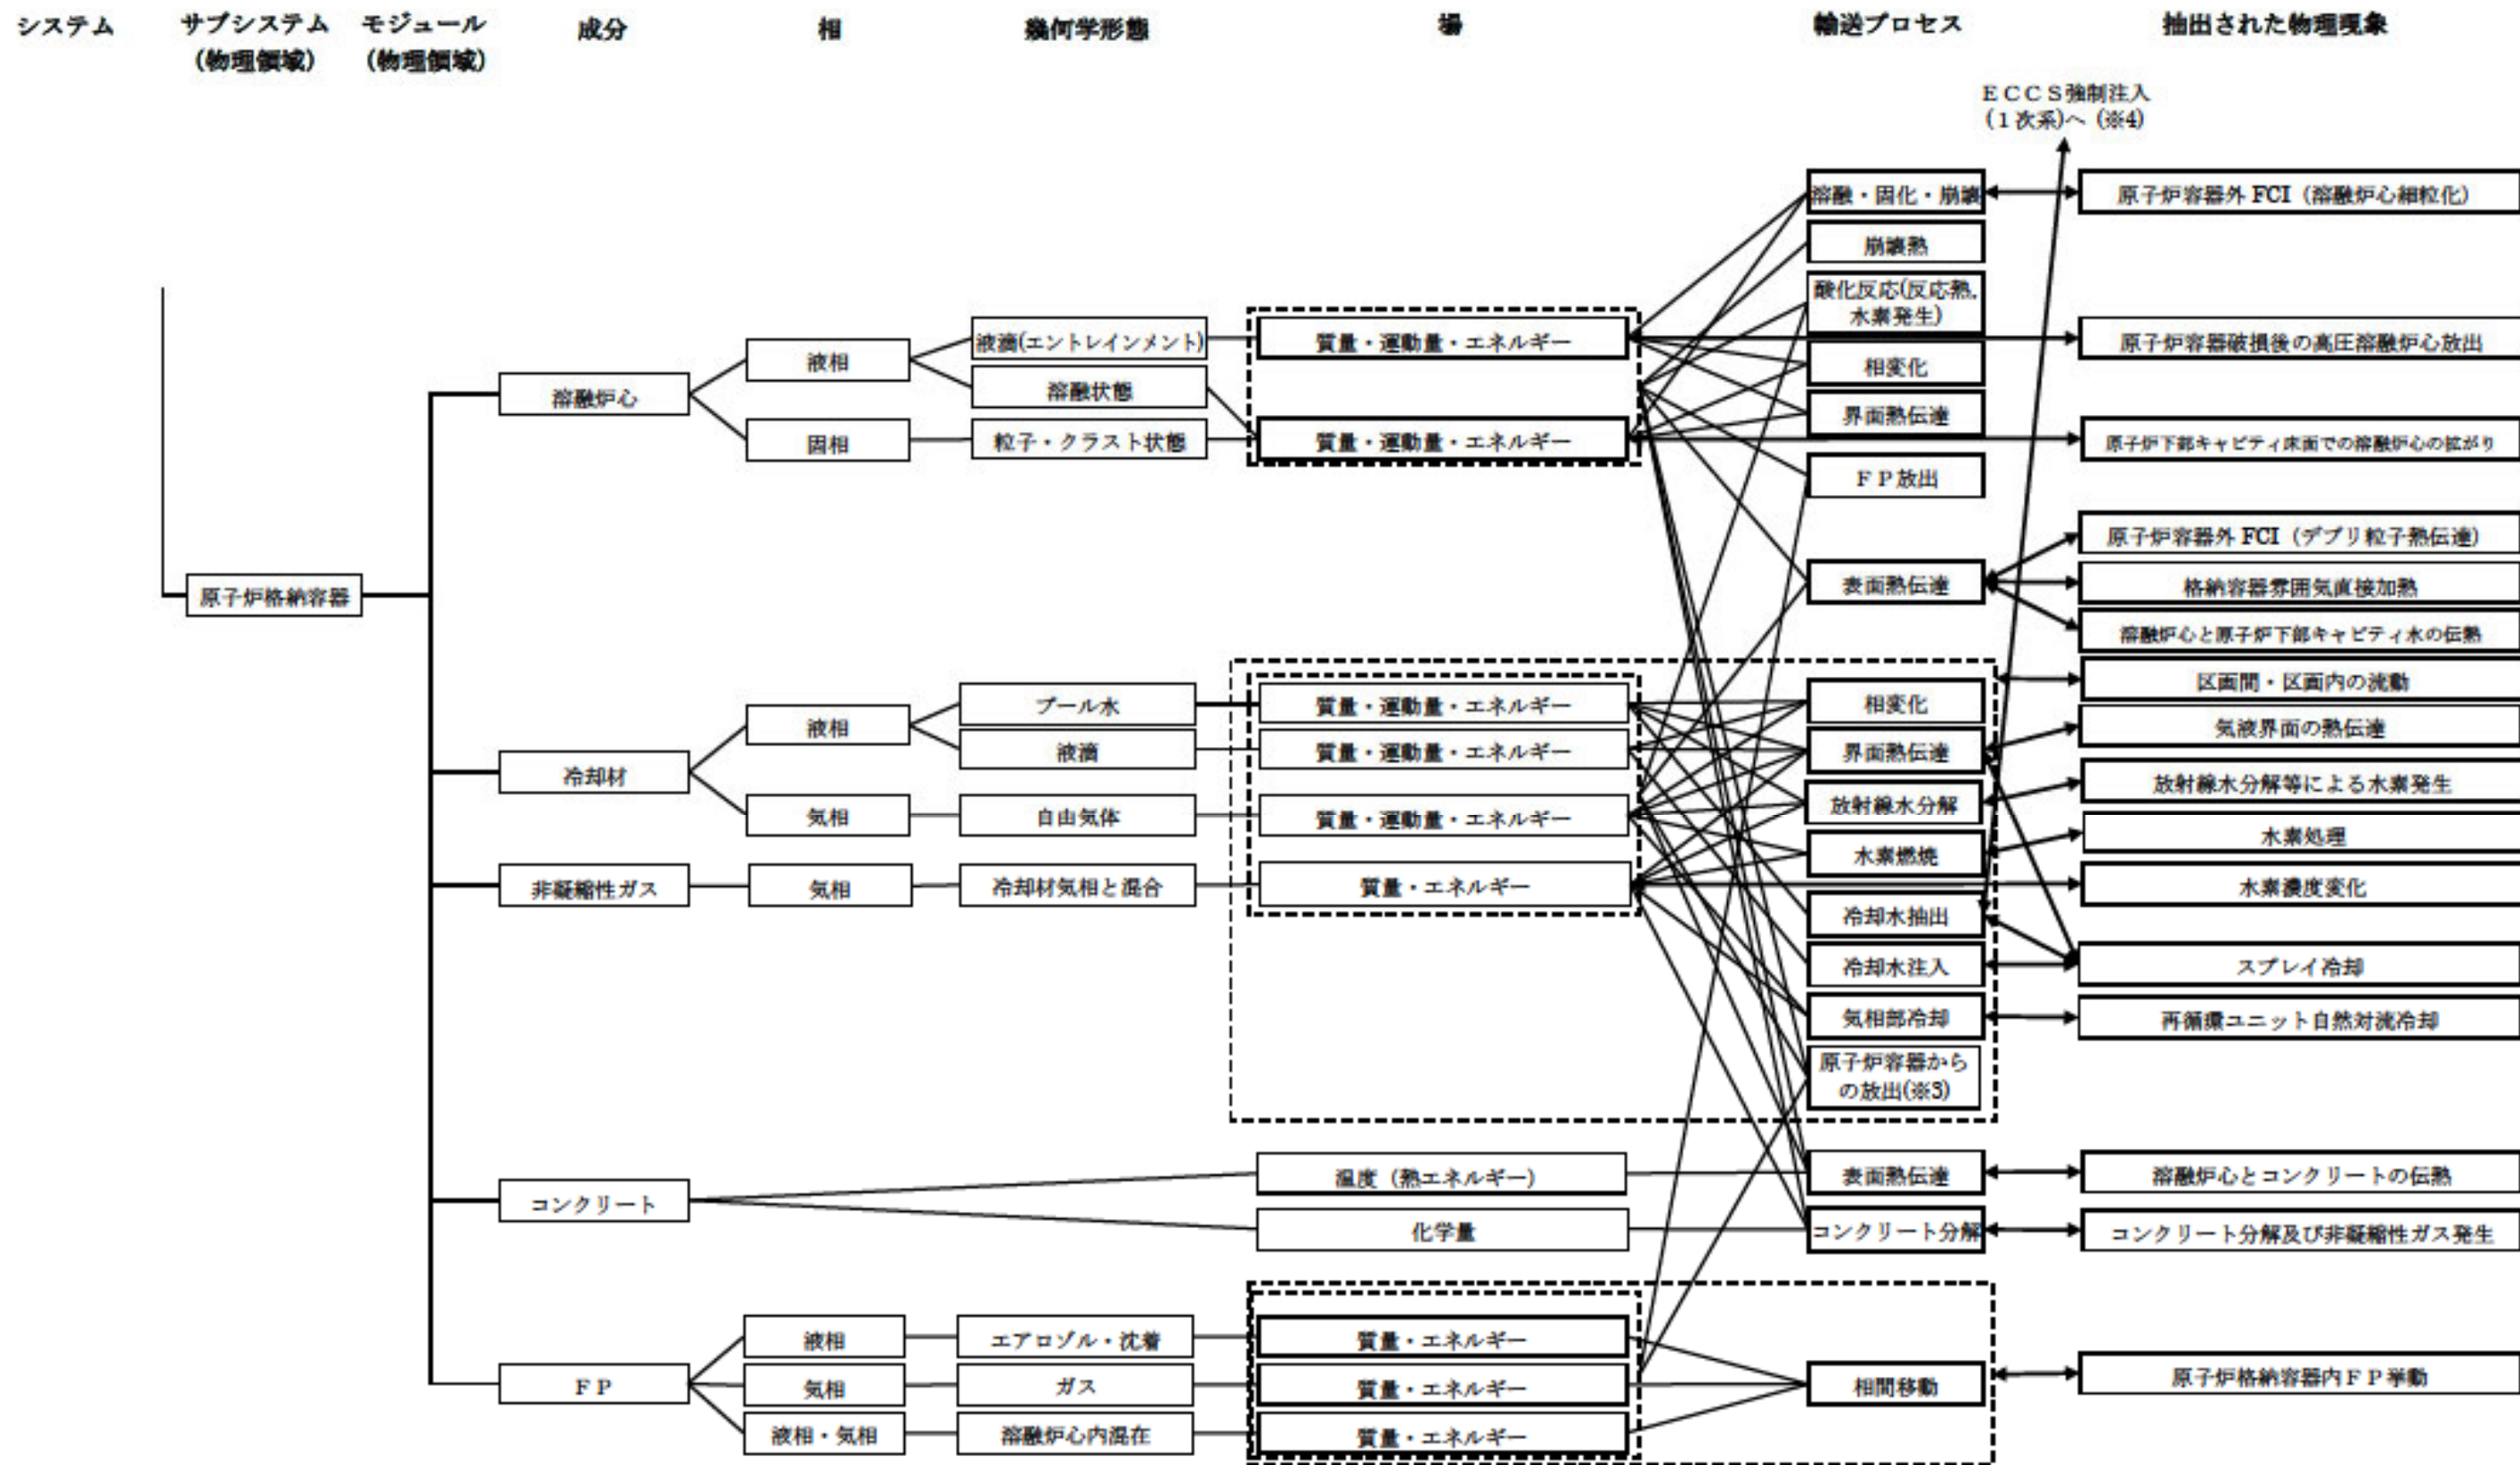 システム
サブシステム
(物理領域)
モジュール
(物理領域)
成分
相
幾何学形態
場
輸送プロセス
抽出された物理現象
ＥＣＣＳ強制注入
(１次系)へ (※4)
原子炉格納容器
溶融炉心
液相
固相
液滴(エントレインメント)
溶融状態
粒子・クラスト状態
質量・運動量・エネルギー
質量・運動量・エネルギー
溶融・固化・崩壊
崩壊熱
酸化反応(反応熱,
水素発生)
相変化
界面熱伝達
ＦＰ放出
表面熱伝達
原子炉容器外 FCI（溶融炉心細粒化）
原子炉容器破損後の高圧溶融炉心放出
原子炉下部キャビティ床面での溶融炉心の拡がり
原子炉容器外 FCI（デブリ粒子熱伝達）
格納容器雰囲気直接加熱
溶融炉心と原子炉下部キャビティ水の伝熱
冷却材
液相
気相
プール水
液滴
自由気体
質量・運動量・エネルギー
質量・運動量・エネルギー
質量・運動量・エネルギー
非凝縮性ガス
気相
冷却材気相と混合
質量・エネルギー
相変化
界面熱伝達
放射線水分解
水素燃焼
冷却水抽出
冷却水注入
気相部冷却
原子炉容器から
の放出(※3)
区画間・区画内の流動
気液界面の熱伝達
放射線水分解等による水素発生
水素処理
水素濃度変化
スプレイ冷却
再循環ユニット自然対流冷却
コンクリート
温度（熱エネルギー）
化学量
表面熱伝達
コンクリート分解
溶融炉心とコンクリートの伝熱
コンクリート分解及び非凝縮性ガス発生
ＦＰ
液相
気相
液相・気相
エアロゾル・沈着
ガス
溶融炉心内混在
質量・エネルギー
質量・エネルギー
質量・エネルギー
相間移動
原子炉格納容器内ＦＰ挙動